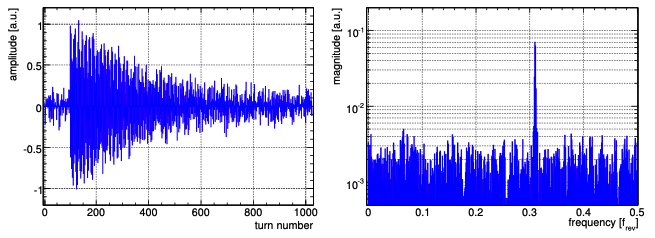 amplitude [a.u.]
1
0.5
0
-0.5
-1
0 200 400 600 800 1000
turn number
magnitude [a.u.]
10-1
10-2
10-3
0 0.1 0.2 0.3 0.4 0.5
frequency [frev]